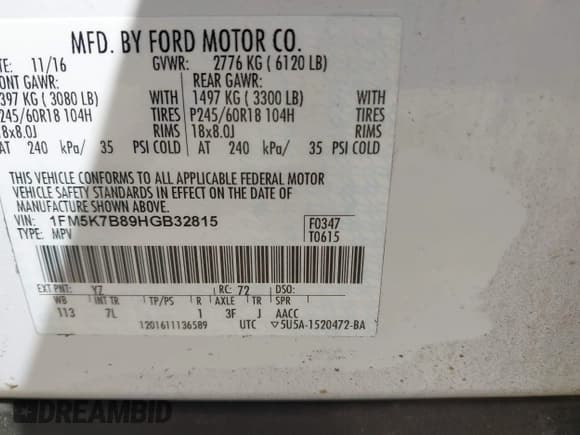 MFD. BY FORD MOTOR CO.
11/16 GVWR: 2776 KG ( 6120 LB)
GAWR: REAR GAWR:
397 KG ( 3080 LB) WITH 1497 KG ( 3300 LB) WITH
245/60R18 104H TIRES P245/60R18 104H TIRES
18x8.0J RIMS 18x8.0J RIMS
AT 240 kPa/ 35 PSI COLD AT 240 kPa/ 35 PSI COLD
THIS VEHICLE CONFORMS TO ALL APPLICABLE FEDERAL MOTOR
VEHICLE SAFETY STANDARDS IN EFFECT ON THE DATE OF
MANUFACTURE SHOWN ABOVE.
VIN: 1FM5K7B89HGB32815 F0347
TYPE: MPV T0615
EXT PNT: YZ RC: 72 DSO:
WB INT TR TP/PS R AXLE TR SPR
113 7L 1 3F J AACC
1201611136589 UTC ▽5U5A-1520472-BA
DREAMBID